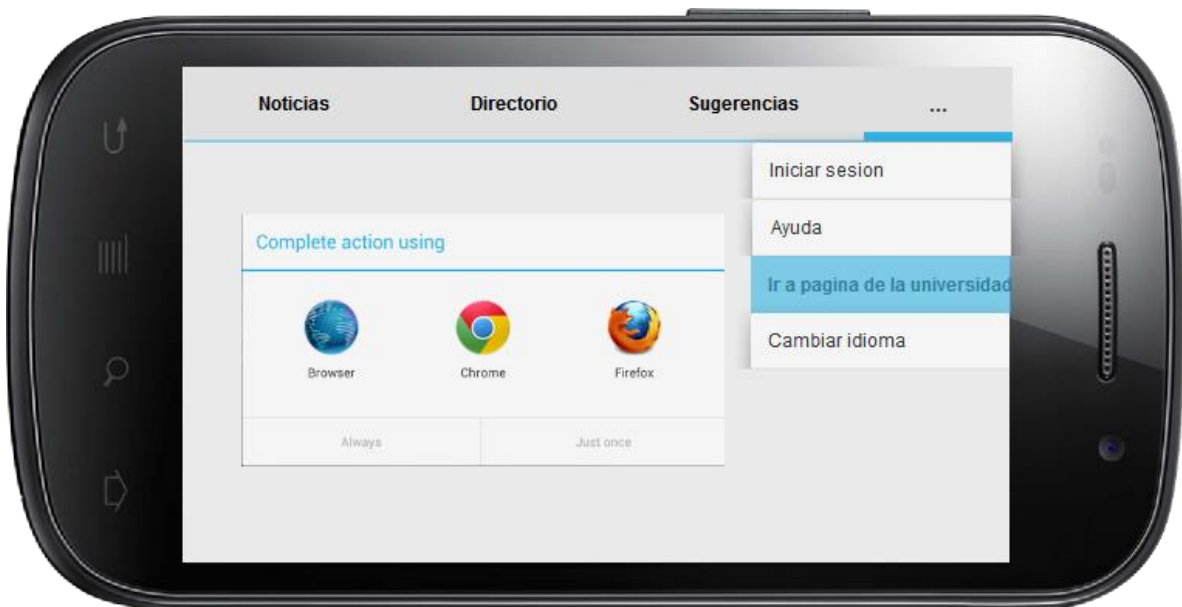 Noticias
Directorio
Sugerencias
...
Iniciar sesion
Ayuda
Ir a pagina de la universidad
Cambiar idioma
Complete action using
Browser
Chrome
Firefox
Always
Just once